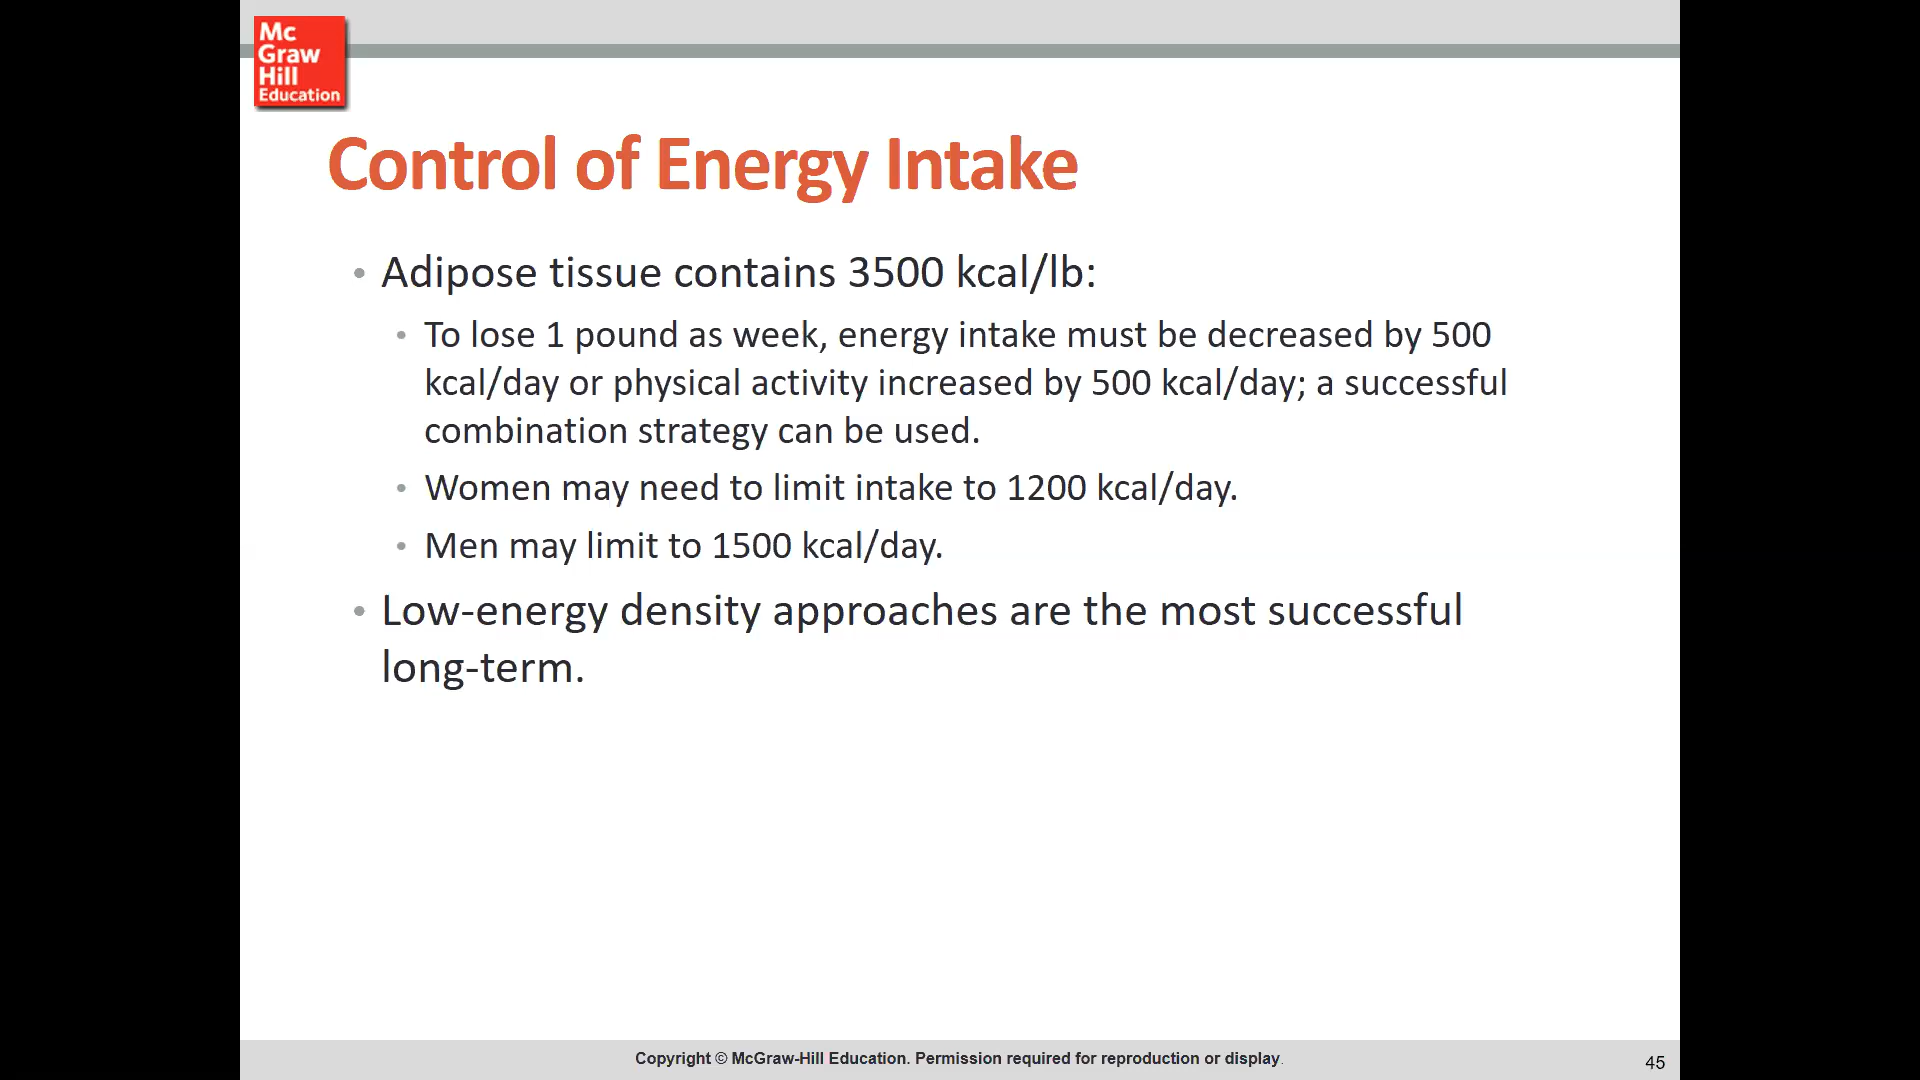 Mc
Graw
Hill
Education
Control of Energy Intake
• Adipose tissue contains 3500 kcal/lb:
• To lose 1 pound as week, energy intake must be decreased by 500
kcal/day or physical activity increased by 500 kcal/day; a successful
combination strategy can be used.
• Women may need to limit intake to 1200 kcal/day.
• Men may limit to 1500 kcal/day.
• Low-energy density approaches are the most successful
long-term.
Copyright © McGraw-Hill Education. Permission required for reproduction or display.
45